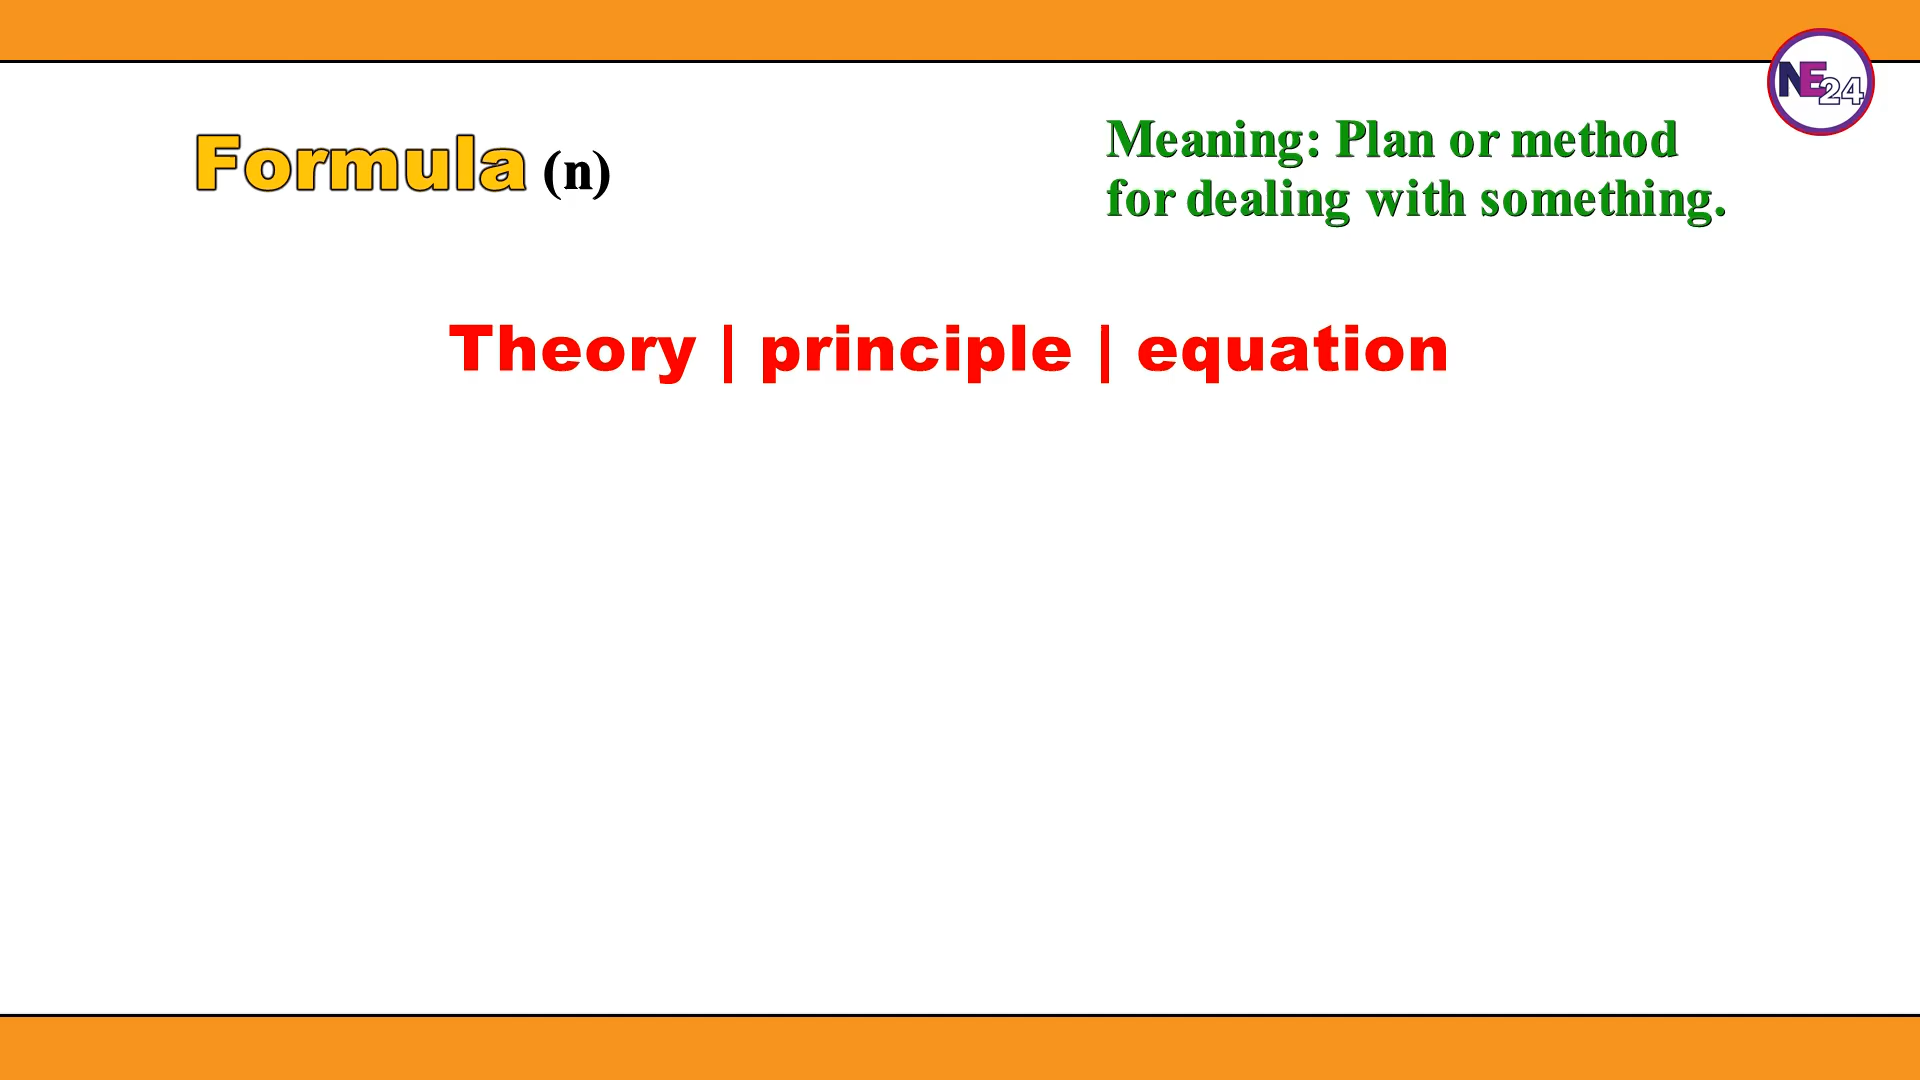 NE24
Formula (n)
Meaning: Plan or method
for dealing with something.
Theory | principle | equation